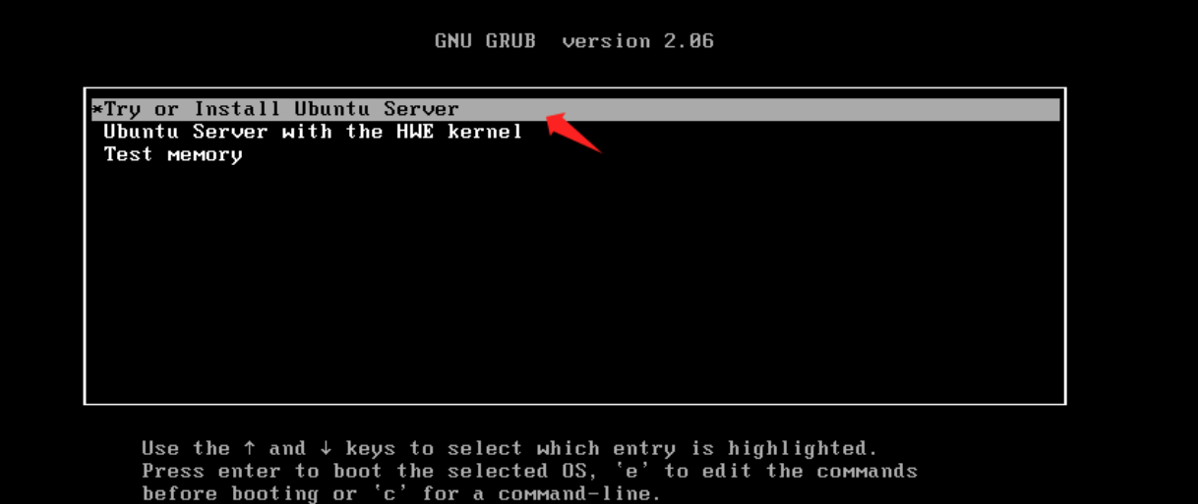 GNU GRUB  version 2.06
*Try or Install Ubuntu Server
Ubuntu Server with the HWE kernel
Test memory
Use the ↑ and ↓ keys to select which entry is highlighted.
Press enter to boot the selected OS, `e' to edit the commands
before booting or `c' for a command-line.